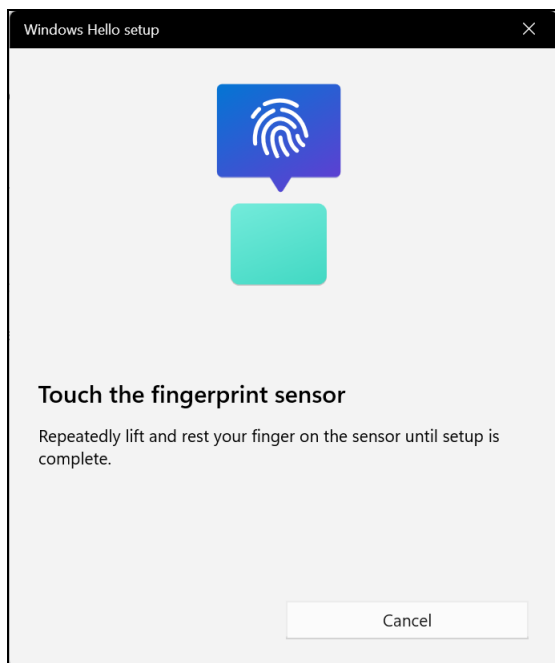 Windows Hello setup
Touch the fingerprint sensor
Repeatedly lift and rest your finger on the sensor until setup is
complete.
Cancel